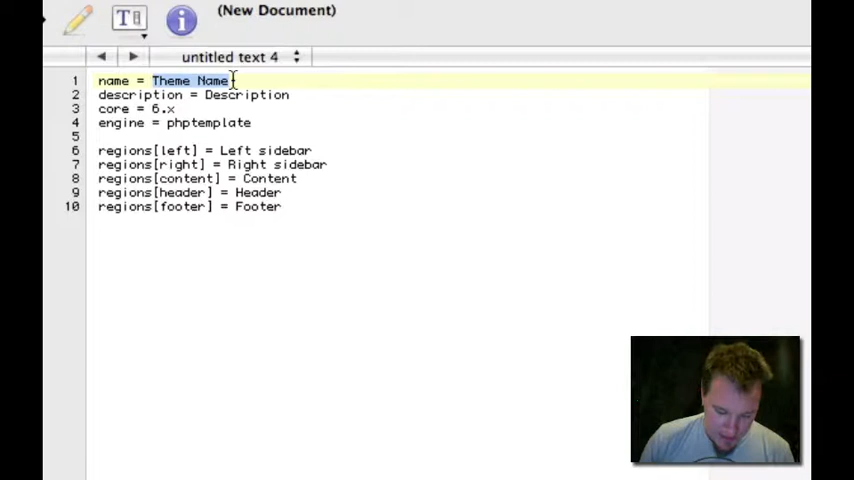 (New Document)
T
i
untitled text 4
1 name = Theme Name
2 description = Description
3 core = 6.x
4 engine = phptemplate
5
6 regions[left] = Left sidebar
7 regions[right] = Right sidebar
8 regions[content] = Content
9 regions[header] = Header
10 regions[footer] = Footer